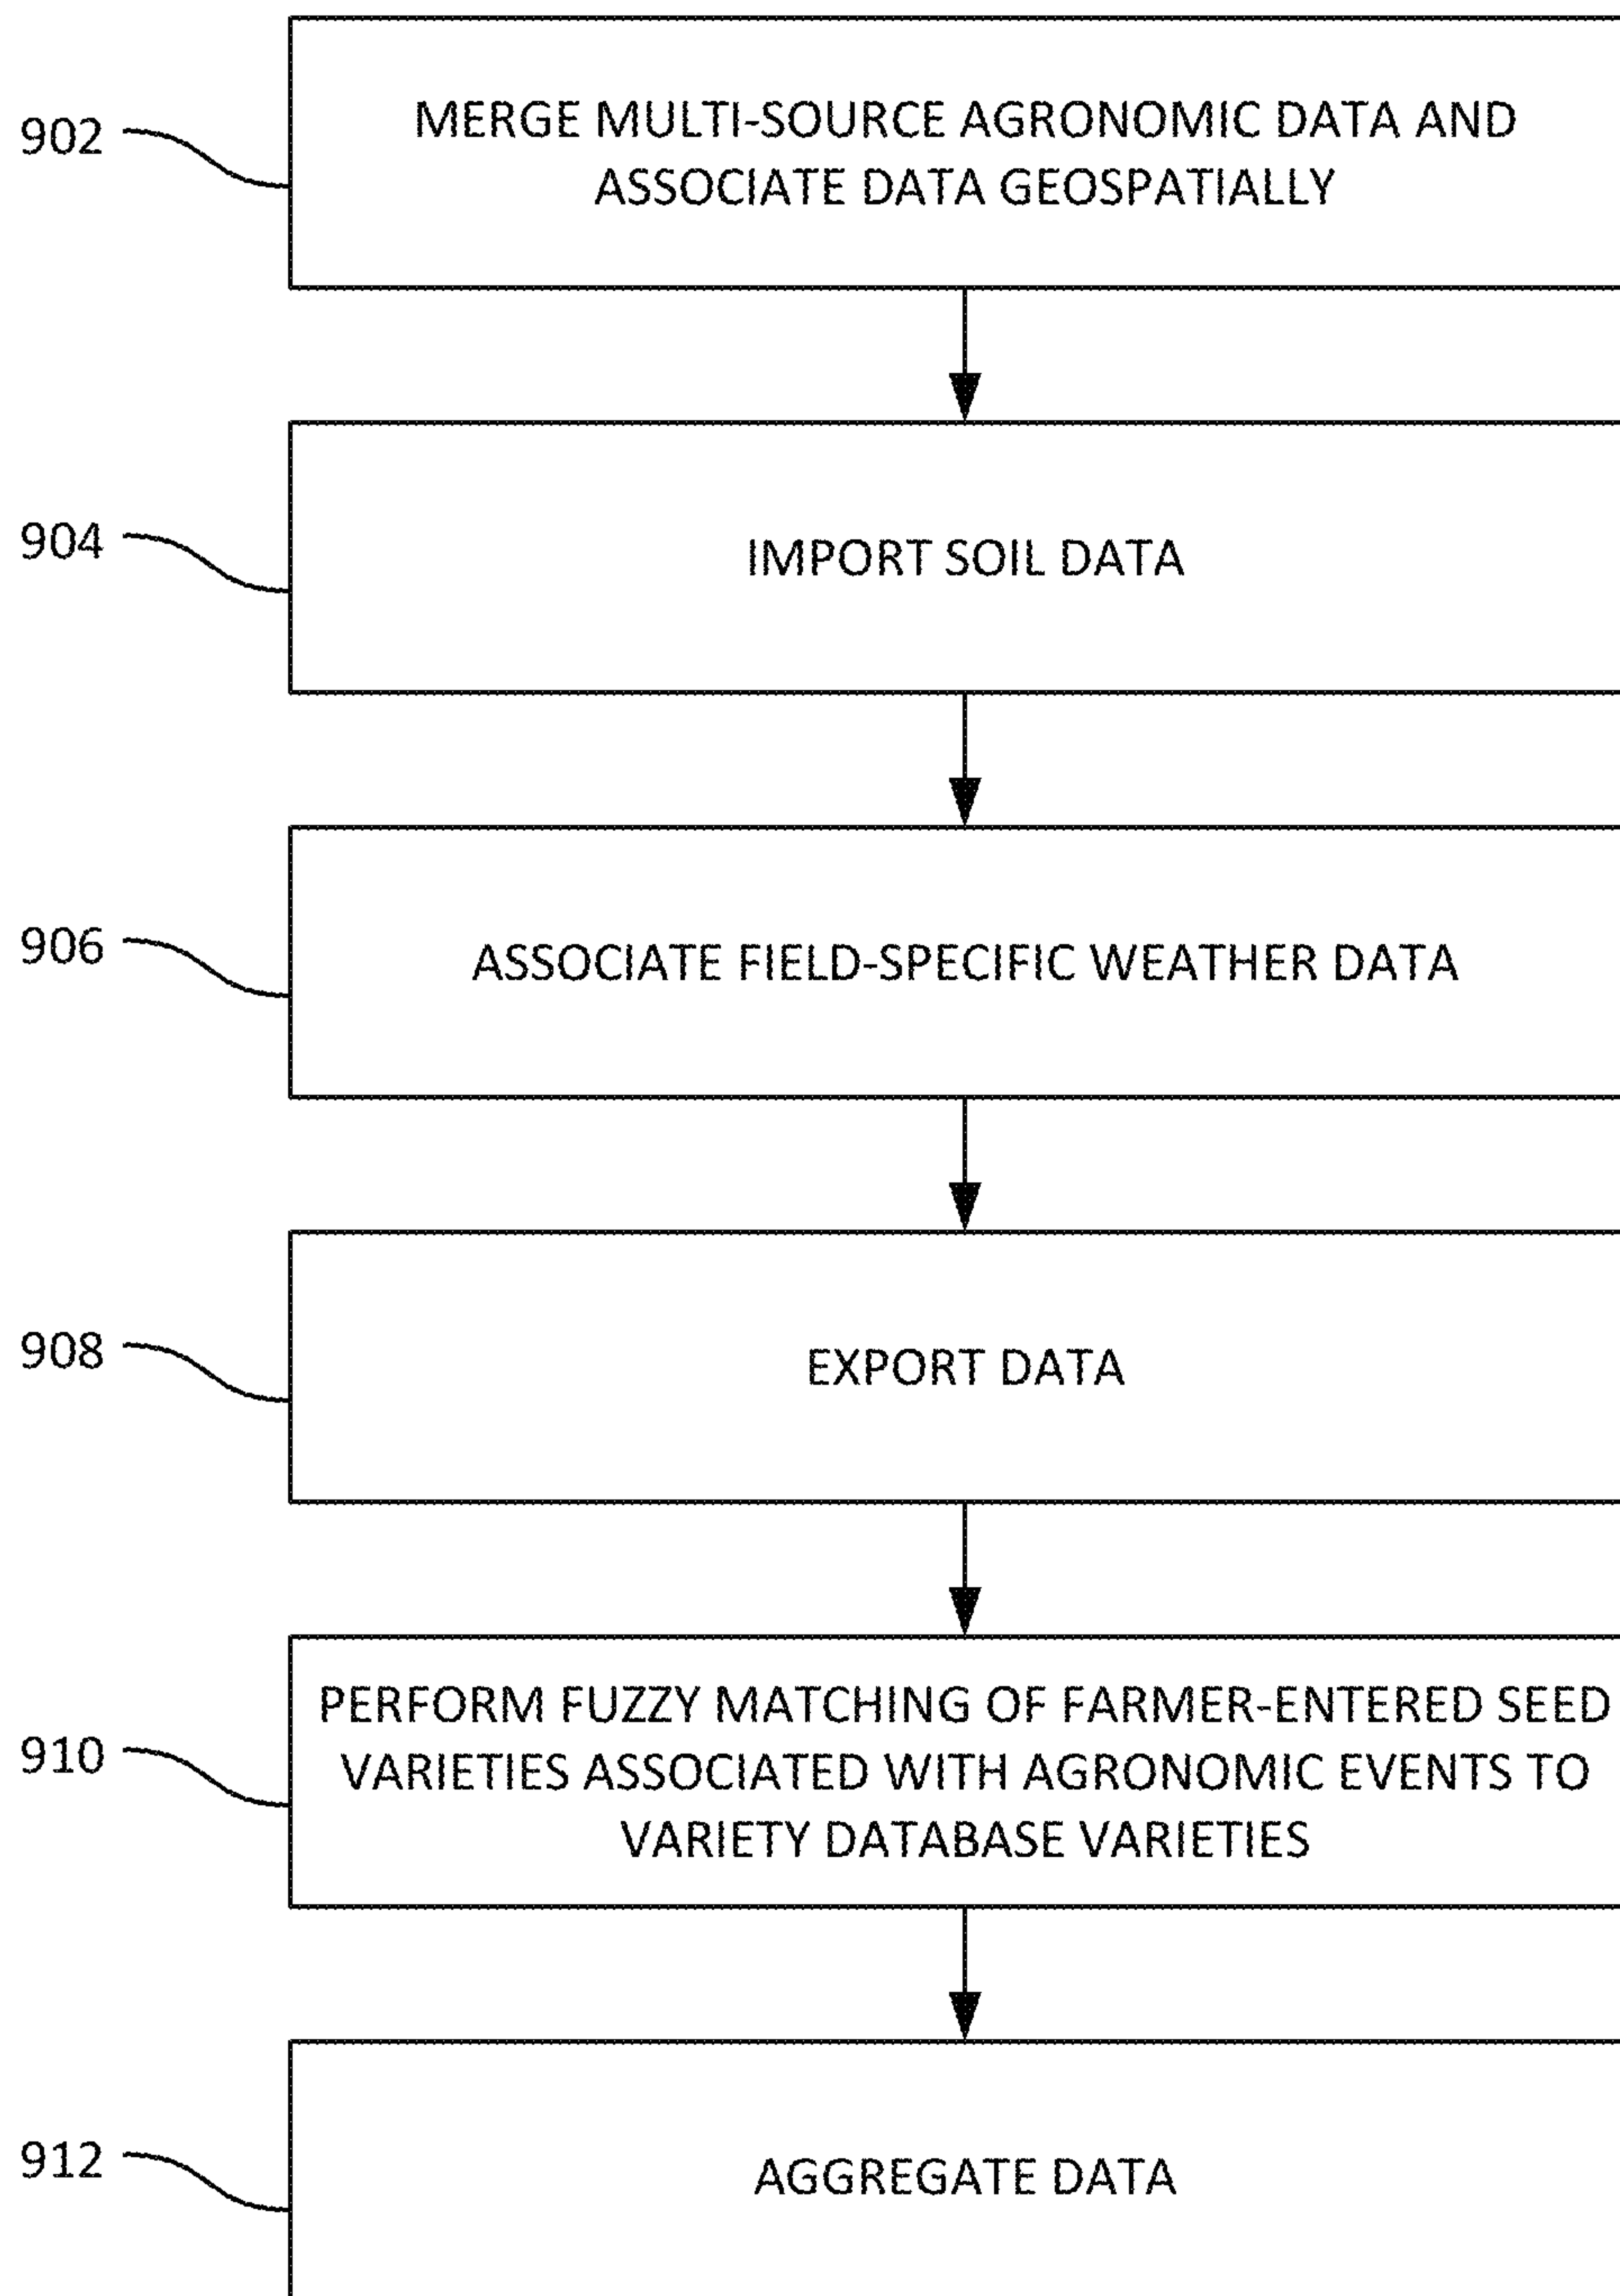 902
MERGE MULTI-SOURCE AGRONOMIC DATA AND
ASSOCIATE DATA GEOSPATIALLY
904
IMPORT SOIL DATA
906
ASSOCIATE FIELD-SPECIFIC WEATHER DATA
908
EXPORT DATA
910
PERFORM FUZZY MATCHING OF FARMER-ENTERED SEED
VARIETIES ASSOCIATED WITH AGRONOMIC EVENTS TO
VARIETY DATABASE VARIETIES
912
AGGREGATE DATA